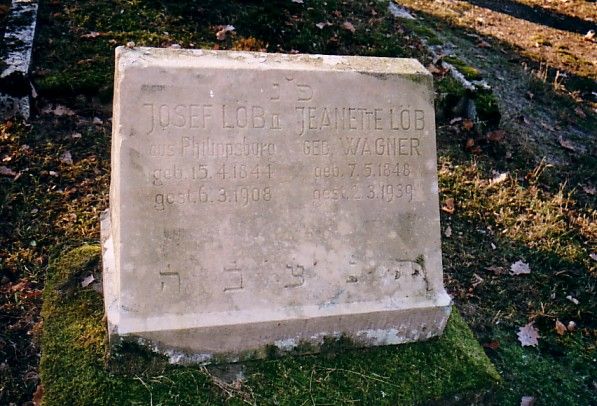 פ נ
JOSEF LÖB II
aus Philippsburg
geb. 15.4.1844
gest. 6.3.1908
JEANETTE LÖB
GEB. WAGNER
geb. 7.5.1848
gest. 2.3.1939
ת נ צ ב ה